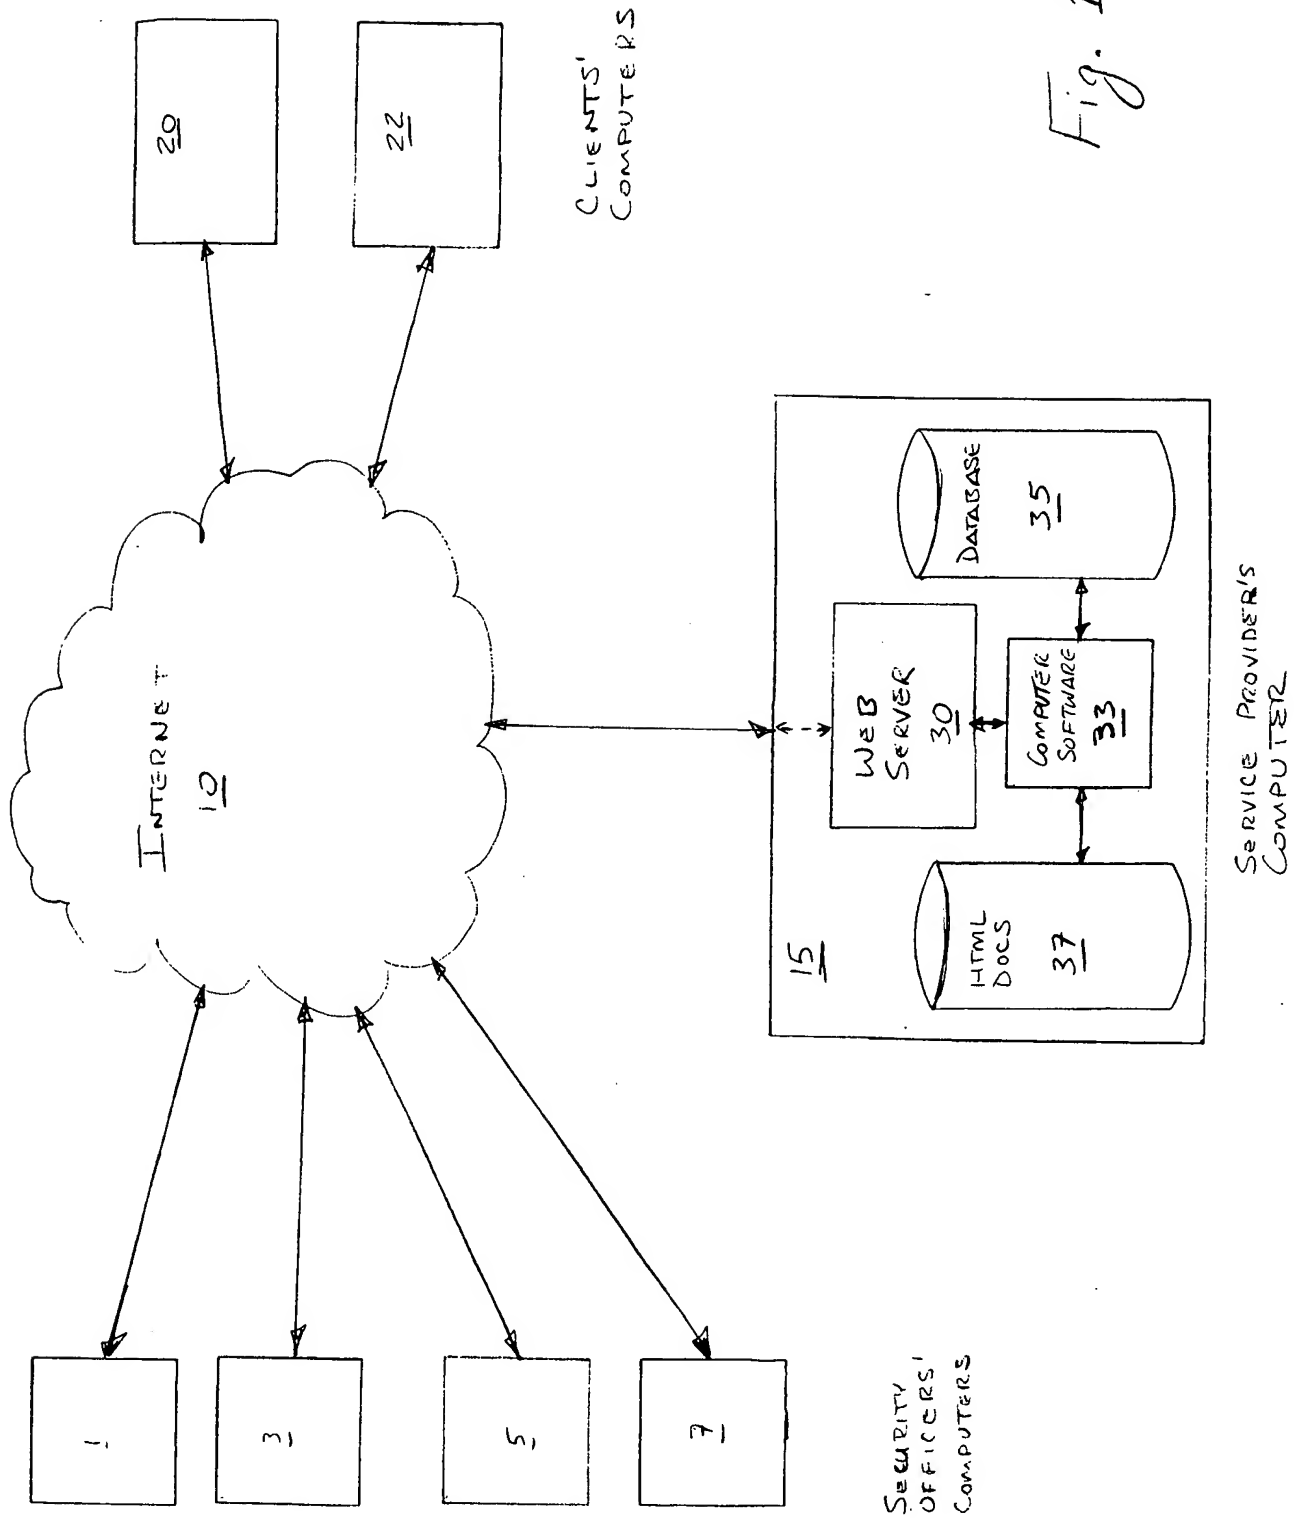 20
22
CLIENTS'
COMPUTERS
INTERNET
10
1
3
5
7
SECURITY
OFFICERS'
COMPUTERS
15
WEB
SERVER
30
COMPUTER
SOFTWARE
33
DATABASE
35
HTML
DOCS
37
SERVICE PROVIDER'S
COMPUTER
Fig.